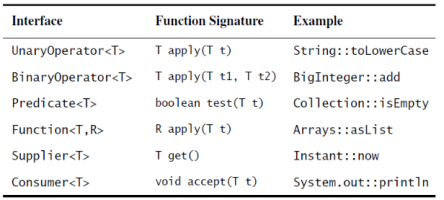 Interface Function Signature Example
UnaryOperator<T> T apply(T t) String::toLowerCase
BinaryOperator<T> T apply(T t1, T t2) BigInteger::add
Predicate<T> boolean test(T t) Collection::isEmpty
Function<T,R> R apply(T t) Arrays::asList
Supplier<T> T get() Instant::now
Consumer<T> void accept(T t) System.out::println